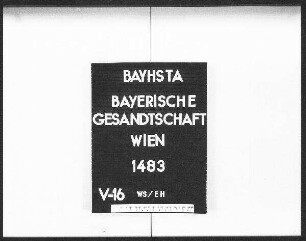 BAYHSTA
BAYERISCHE
GESANDTSCHAFT
WIEN
1483
V-16 WS/EH